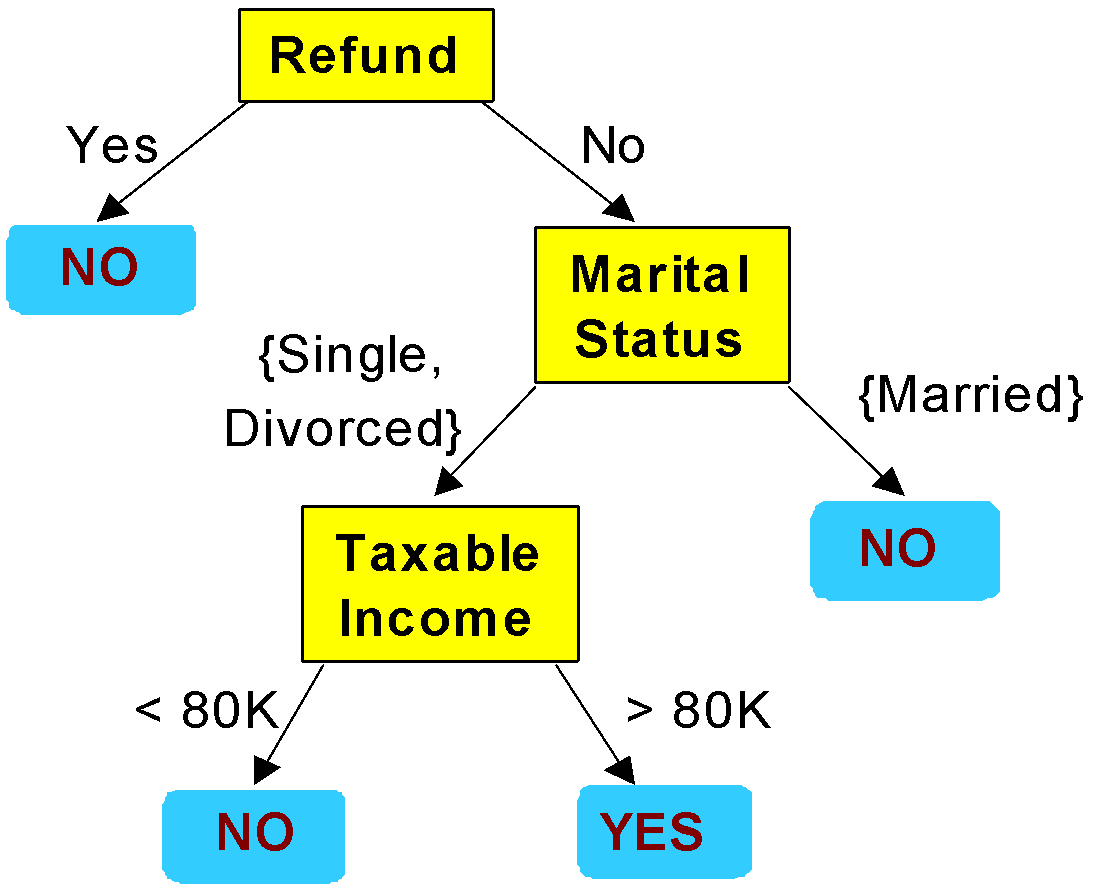 Refund
Yes
No
NO
Marital
Status
{Single,
Divorced}
{Married}
Taxable
Income
NO
< 80K
> 80K
NO
YES